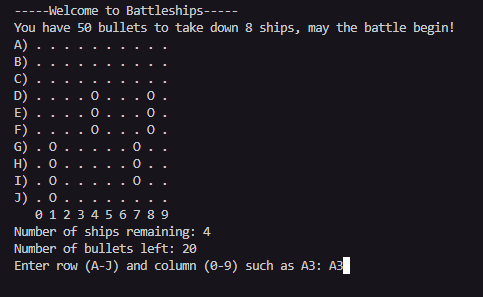 -----Welcome to Battleships-----
You have 50 bullets to take down 8 ships, may the battle begin!
A) . . . . . . . . . .
B) . . . . . . . . . .
C) . . . . . . . . . .
D) . . . . O . . . O .
E) . . . . O . . . O .
F) . . . . O . . . O .
G) . O . . . . . O . .
H) . O . . . . . O . .
I) . O . . . . . O . .
J) . O . . . . . . . .
   0 1 2 3 4 5 6 7 8 9
Number of ships remaining: 4
Number of bullets left: 20
Enter row (A-J) and column (0-9) such as A3: A3